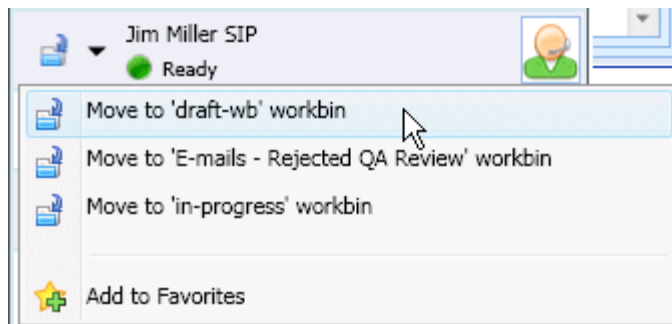 Jim Miller SIP
Ready
Move to 'draft-wb' workbin
Move to 'E-mails - Rejected QA Review' workbin
Move to 'in-progress' workbin
Add to Favorites